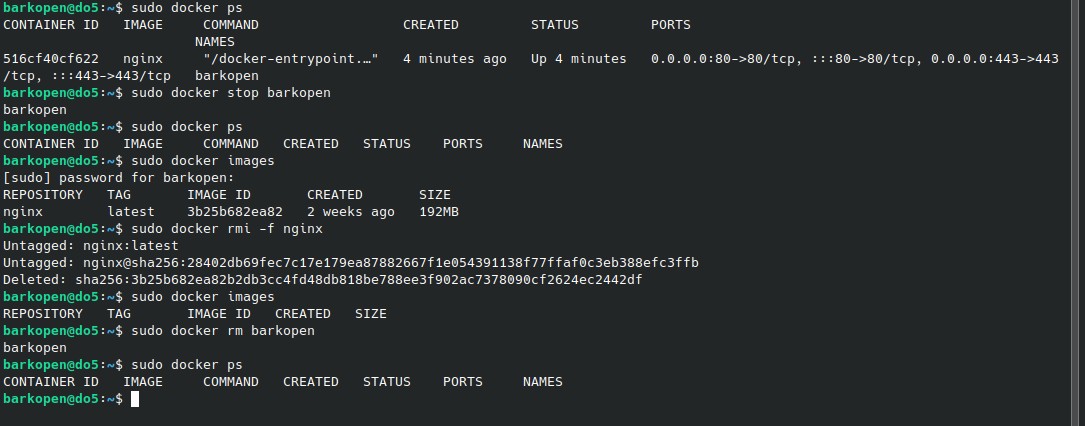 barkopen@do5:~$ sudo docker ps
CONTAINER ID   IMAGE     COMMAND                  CREATED         STATUS         PORTS
                        NAMES
516cf40cf622   nginx     "/docker-entrypoint.…"   4 minutes ago   Up 4 minutes   0.0.0.0:80->80/tcp, :::80->80/tcp, 0.0.0.0:443->443
/tcp, :::443->443/tcp   barkopen
barkopen@do5:~$ sudo docker stop barkopen
barkopen
barkopen@do5:~$ sudo docker ps
CONTAINER ID   IMAGE     COMMAND   CREATED   STATUS    PORTS     NAMES
barkopen@do5:~$ sudo docker images
[sudo] password for barkopen:
REPOSITORY   TAG       IMAGE ID       CREATED       SIZE
nginx        latest    3b25b682ea82   2 weeks ago   192MB
barkopen@do5:~$ sudo docker rmi -f nginx
Untagged: nginx:latest
Untagged: nginx@sha256:28402db69fec7c17e179ea87882667f1e054391138f77ffaf0c3eb388efc3ffb
Deleted: sha256:3b25b682ea82b2db3cc4fd48db818be788ee3f902ac7378090cf2624ec2442df
barkopen@do5:~$ sudo docker images
REPOSITORY   TAG       IMAGE ID   CREATED   SIZE
barkopen@do5:~$ sudo docker rm barkopen
barkopen
barkopen@do5:~$ sudo docker ps
CONTAINER ID   IMAGE     COMMAND   CREATED   STATUS    PORTS     NAMES
barkopen@do5:~$